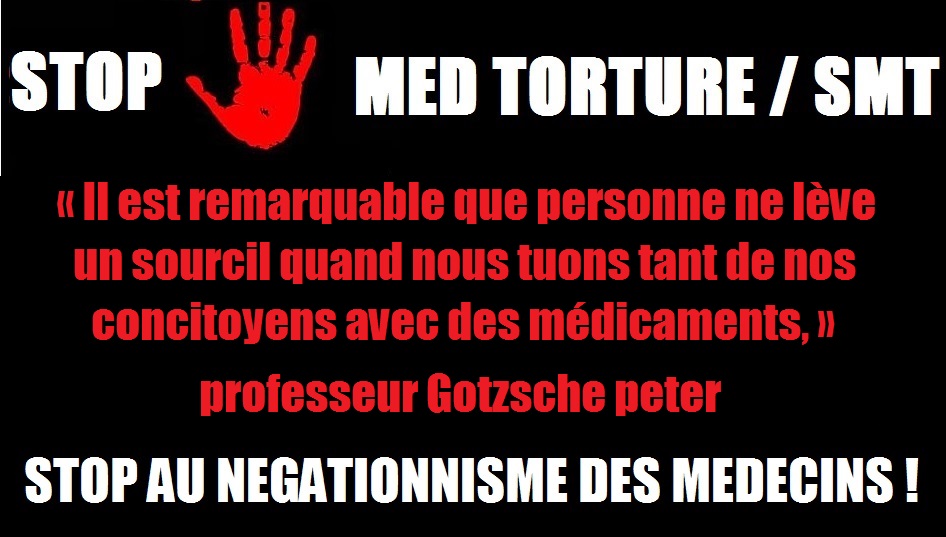 STOP MED TORTURE / SMT
« Il est remarquable que personne ne lève
un sourcil quand nous tuons tant de nos
concitoyens avec des médicaments, »
professeur Gotzsche peter
STOP AU NEGATIONNISME DES MEDECINS !